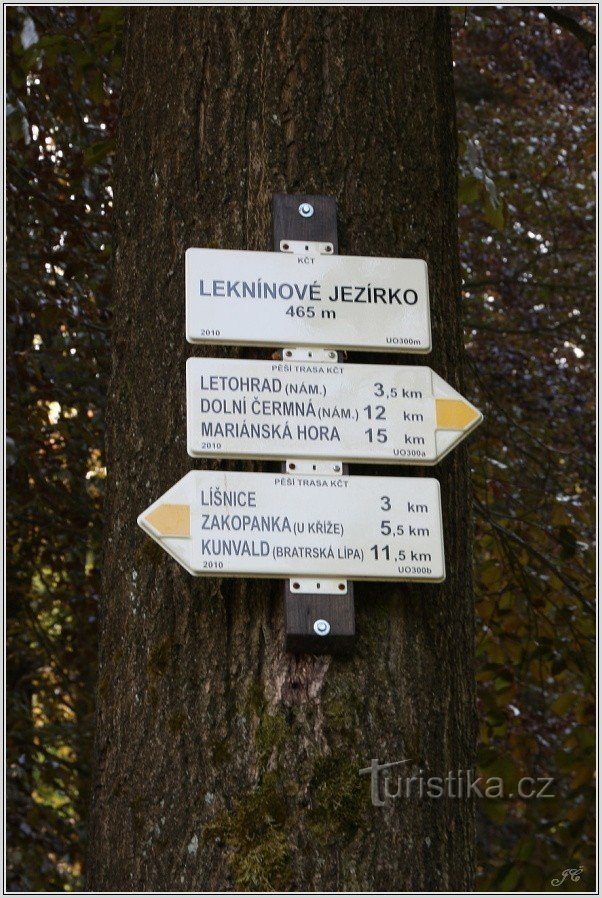 KČT
LEKNÍNOVÉ JEZÍRKO
465 m
2010 UO300m
PĚŠÍ TRASA KČT
LETOHRAD (NÁM.) 3,5 km
DOLNÍ ČERMNÁ (NÁM.) 12 km
MARIÁNSKÁ HORA 15 km
2010 UO300a
PĚŠÍ TRASA KČT
LÍŠNICE 3 km
ZAKOPANKA (U KŘÍŽE) 5,5 km
KUNVALD (BRATRSKÁ LÍPA) 11,5 km
2010 UO300b
Turistika.cz
JČ